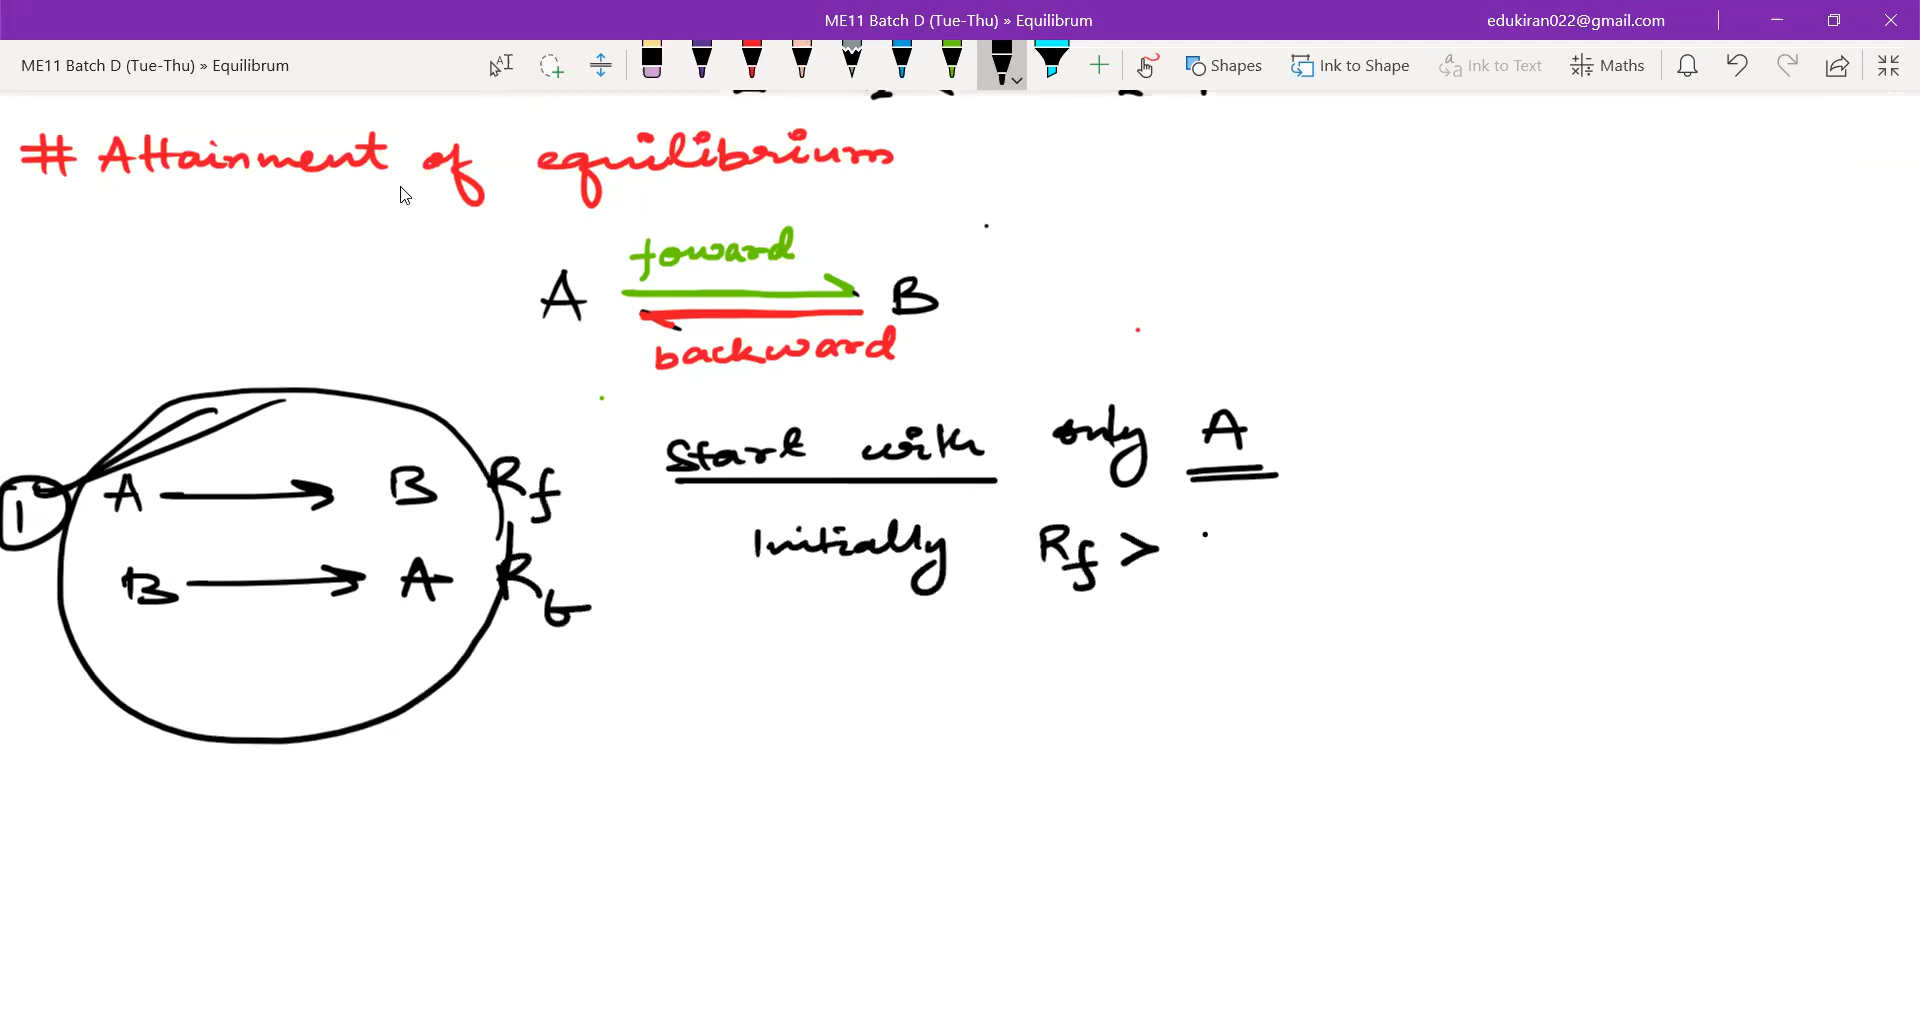 ME11 Batch D (Tue-Thu) » Equilibrum
edukiran022@gmail.com
ME11 Batch D (Tue-Thu) » Equilibrum
Shapes
Ink to Shape
Ink to Text
Maths
# Attainment of equilibrium
forward
A ⇌ B
backward
Start with only A
1
A ⟶ B Rf
Initially Rf >
B ⟶ A Rb